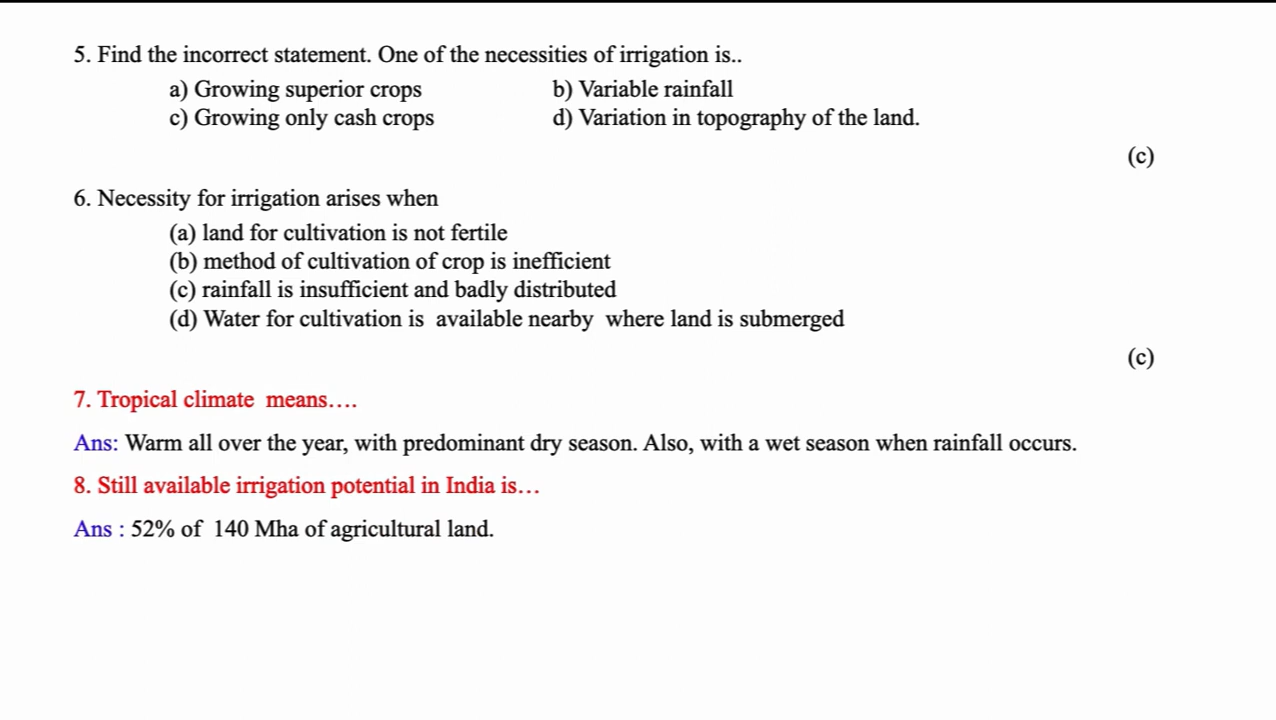 5. Find the incorrect statement. One of the necessities of irrigation is..
a) Growing superior crops b) Variable rainfall
c) Growing only cash crops d) Variation in topography of the land.
(c)
6. Necessity for irrigation arises when
(a) land for cultivation is not fertile
(b) method of cultivation of crop is inefficient
(c) rainfall is insufficient and badly distributed
(d) Water for cultivation is available nearby where land is submerged
(c)
7. Tropical climate means….
Ans: Warm all over the year, with predominant dry season. Also, with a wet season when rainfall occurs.
8. Still available irrigation potential in India is…
Ans : 52% of 140 Mha of agricultural land.